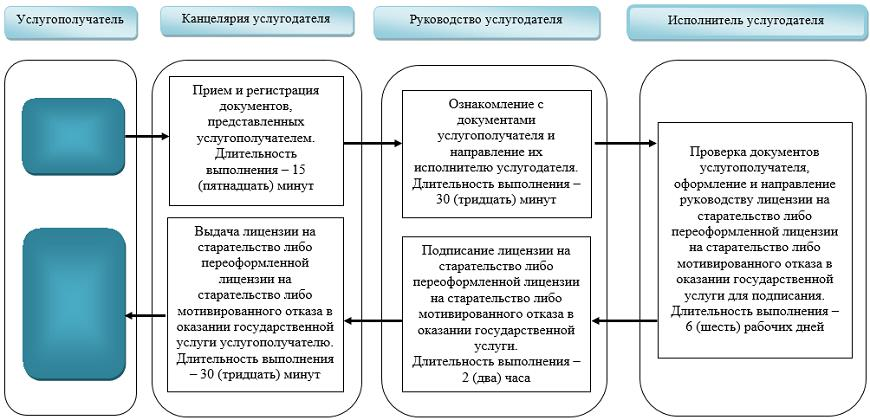 Услугополучатель
Канцелярия услугодателя
Руководство услугодателя
Исполнитель услугодателя
Прием и регистрация
документов,
представленных
услугополучателем.
Длительность
выполнения – 15
(пятнадцать) минут
Ознакомление с
документами
услугополучателя и
направление их
исполнителю услугодателя.
Длительность выполнения –
30 (тридцать) минут
Проверка документов
услугополучателя,
оформление и направление
руководству лицензии на
старательство либо
переоформленной лицензии
на старательство либо
мотивированного отказа в
оказании государственной
услуги для подписания.
Длительность выполнения –
6 (шесть) рабочих дней
Подписание лицензии на
старательство либо
переоформленной лицензии
на старательство либо
мотивированного отказа в
оказании государственной
услуги.
Длительность выполнения –
2 (два) часа
Выдача лицензии на
старательство либо
переоформленной
лицензии на
старательство либо
мотивированного отказа в
оказании государственной
услуги услугополучателю.
Длительность выполнения
– 30 (тридцать) минут